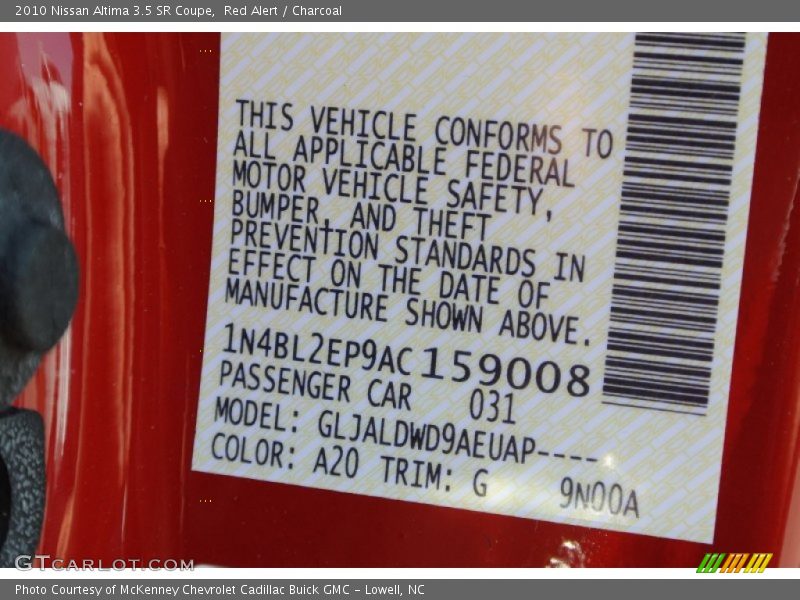 2010 Nissan Altima 3.5 SR Coupe,  Red Alert / Charcoal
THIS VEHICLE CONFORMS TO
ALL APPLICABLE FEDERAL
MOTOR VEHICLE SAFETY,
BUMPER, AND THEFT
PREVENTION STANDARDS IN
EFFECT ON THE DATE OF
MANUFACTURE SHOWN ABOVE.
1N4BL2EP9AC159008
PASSENGER CAR 031
MODEL: GLJALDWD9AEUAP----
COLOR: A20 TRIM: G 9N00A
GTCARLOT.COM
Photo Courtesy of McKenney Chevrolet Cadillac Buick GMC - Lowell, NC